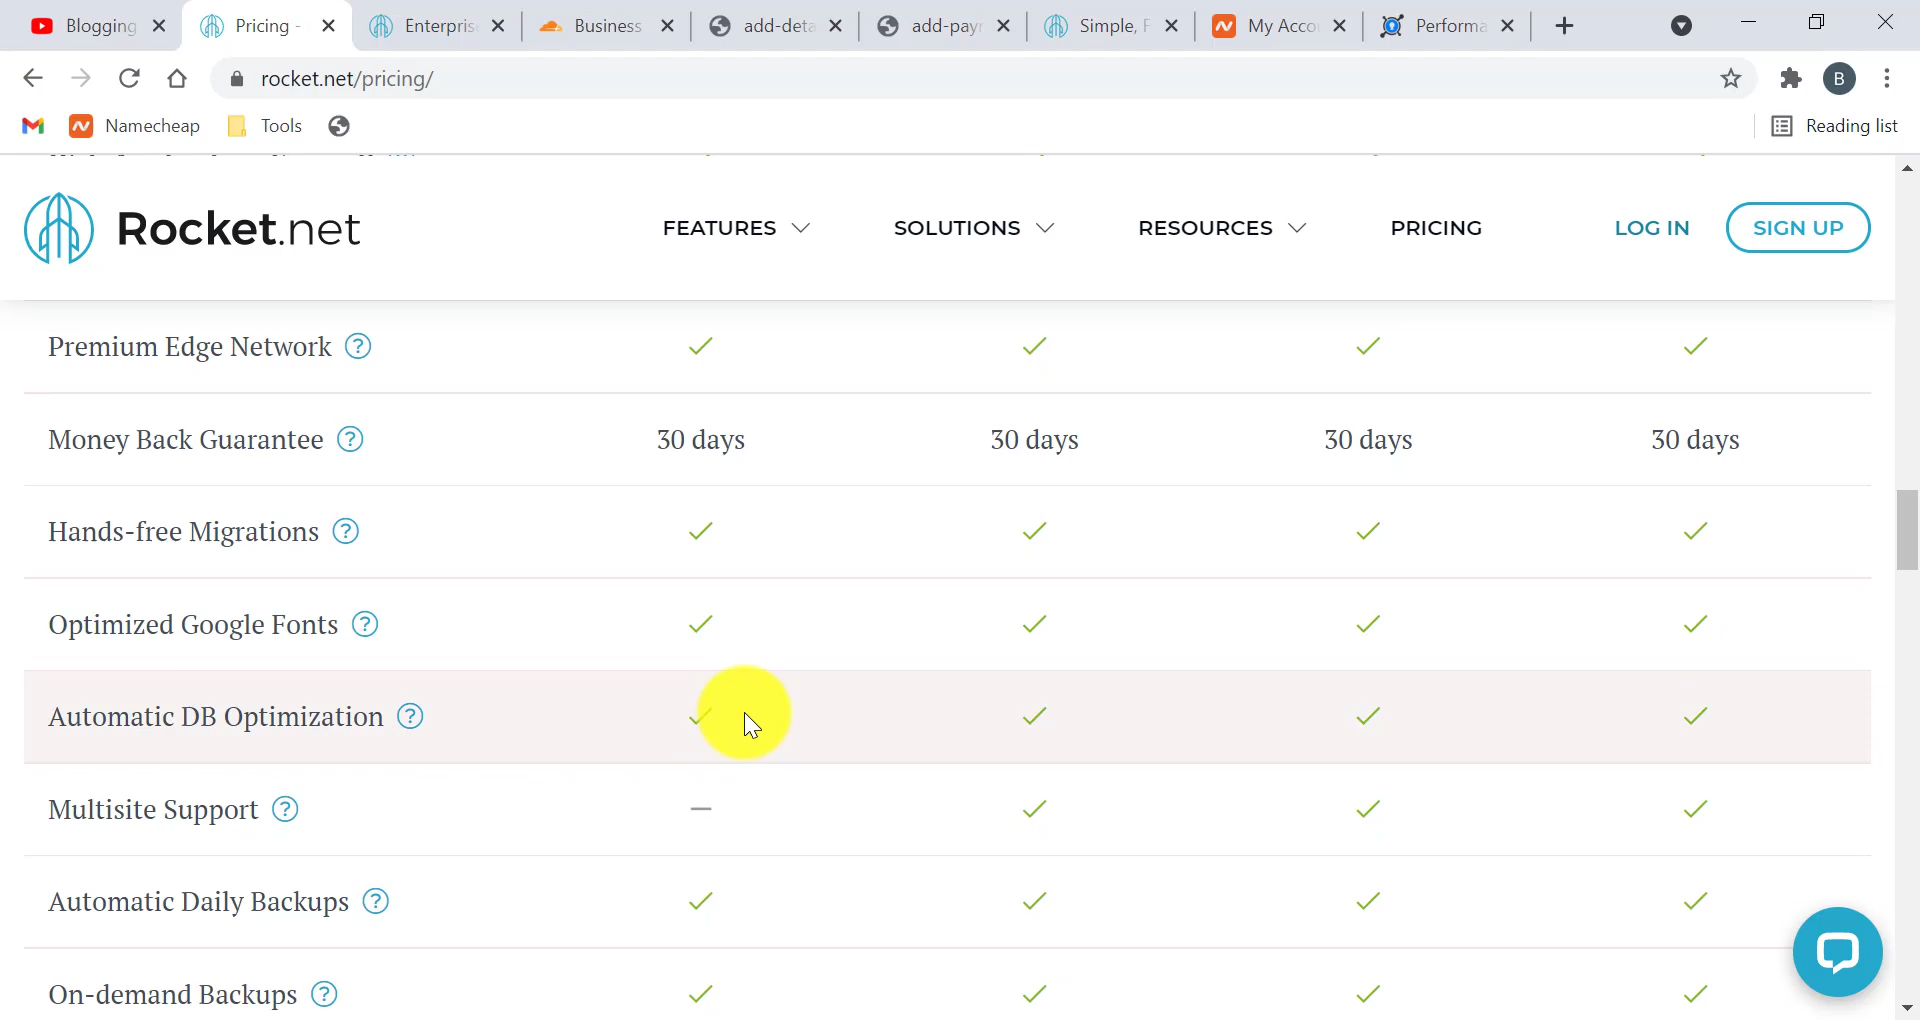 Blogging
Pricing -
Enterpris
Business
add-deta
add-payr
Simple, F
My Acco
Performa
rocket.net/pricing/
B
Namecheap
Tools
Reading list
Rocket.net
FEATURES
SOLUTIONS
RESOURCES
PRICING
LOG IN
SIGN UP
Premium Edge Network ?
Money Back Guarantee ? 30 days 30 days 30 days 30 days
Hands-free Migrations ?
Optimized Google Fonts ?
Automatic DB Optimization ?
Multisite Support ? —
Automatic Daily Backups ?
On-demand Backups ?